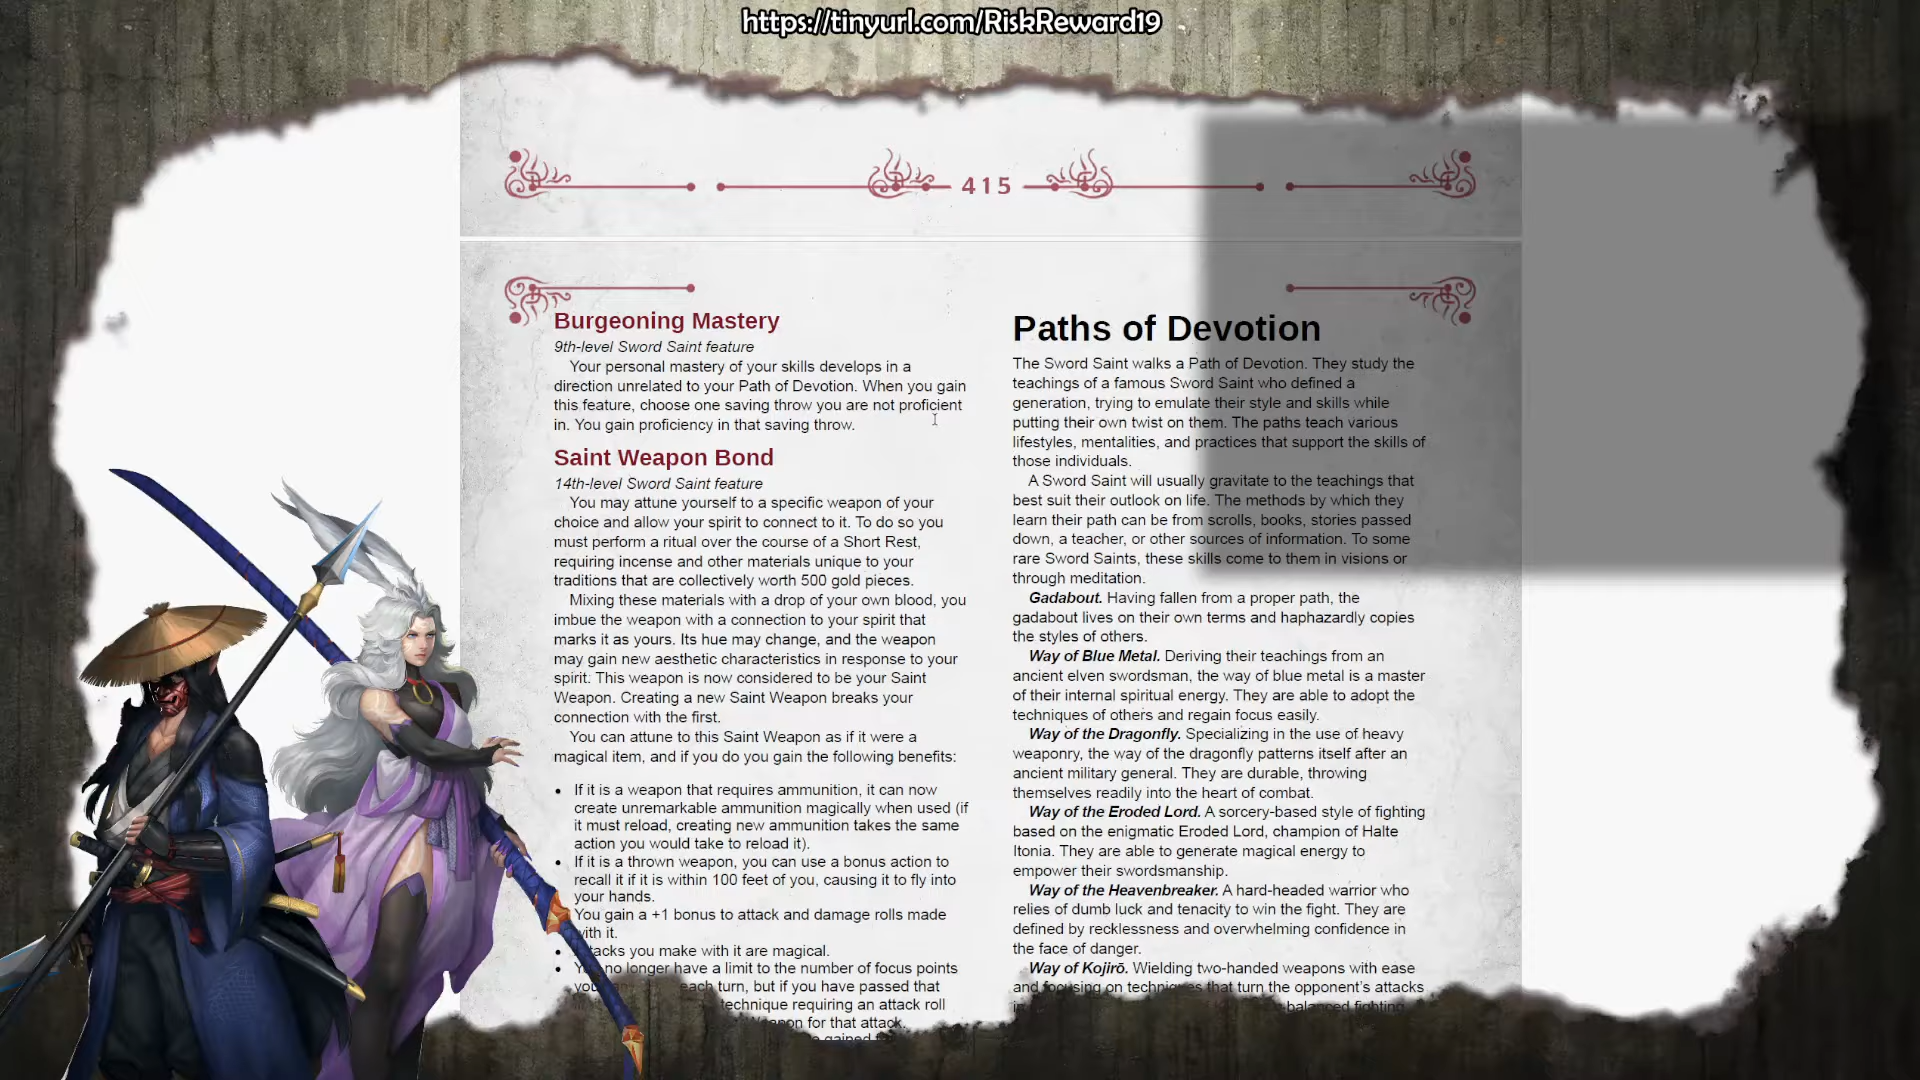 https://tinyurl.com/RiskReward19
415
Burgeoning Mastery
9th-level Sword Saint feature
Your personal mastery of your skills develops in a
direction unrelated to your Path of Devotion. When you gain
this feature, choose one saving throw you are not proficient
in. You gain proficiency in that saving throw.
Saint Weapon Bond
14th-level Sword Saint feature
You may attune yourself to a specific weapon of your
choice and allow your spirit to connect to it. To do so you
must perform a ritual over the course of a Short Rest,
requiring incense and other materials unique to your
traditions that are collectively worth 500 gold pieces.
Mixing these materials with a drop of your own blood, you
imbue the weapon with a connection to your spirit that
marks it as yours. Its hue may change, and the weapon
may gain new aesthetic characteristics in response to your
spirit. This weapon is now considered to be your Saint
Weapon. Creating a new Saint Weapon breaks your
connection with the first.
You can attune to this Saint Weapon as if it were a
magical item, and if you do you gain the following benefits:
• If it is a weapon that requires ammunition, it can now
create unremarkable ammunition magically when used (if
it must reload, creating new ammunition takes the same
action you would take to reload it).
• If it is a thrown weapon, you can use a bonus action to
recall it if it is within 100 feet of you, causing it to fly into
your hands.
You gain a +1 bonus to attack and damage rolls made
with it.
• Attacks you make with it are magical.
• You no longer have a limit to the number of focus points
each turn, but if you have passed that
technique requiring an attack roll
Weapon for that attack.
gained
Paths of Devotion
The Sword Saint walks a Path of Devotion. They study the
teachings of a famous Sword Saint who defined a
generation, trying to emulate their style and skills while
putting their own twist on them. The paths teach various
lifestyles, mentalities, and practices that support the skills of
those individuals.
A Sword Saint will usually gravitate to the teachings that
best suit their outlook on life. The methods by which they
learn their path can be from scrolls, books, stories passed
down, a teacher, or other sources of information. To some
rare Sword Saints, these skills come to them in visions or
through meditation.
Gadabout. Having fallen from a proper path, the
gadabout lives on their own terms and haphazardly copies
the styles of others.
Way of Blue Metal. Deriving their teachings from an
ancient elven swordsman, the way of blue metal is a master
of their internal spiritual energy. They are able to adopt the
techniques of others and regain focus easily.
Way of the Dragonfly. Specializing in the use of heavy
weaponry, the way of the dragonfly patterns itself after an
ancient military general. They are durable, throwing
themselves readily into the heart of combat.
Way of the Eroded Lord. A sorcery-based style of fighting
based on the enigmatic Eroded Lord, champion of Halte
Itonia. They are able to generate magical energy to
empower their swordsmanship.
Way of the Heavenbreaker. A hard-headed warrior who
relies of dumb luck and tenacity to win the fight. They are
defined by recklessness and overwhelming confidence in
the face of danger.
Way of Kojirō. Wielding two-handed weapons with ease
and focusing on techniques that turn the opponent's attacks
balanced fighting